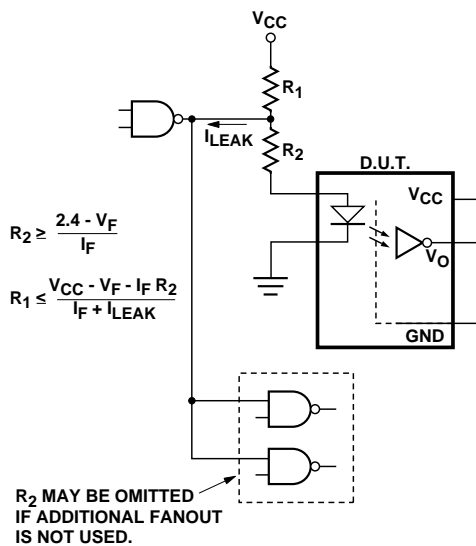 VCC
R1
ILEAK
R2
D.U.T.
VCC
VO
GND
R2 ≥ 2.4 - VF / IF
R1 ≤ VCC - VF - IF R2 / IF + ILEAK
R2 MAY BE OMITTED
IF ADDITIONAL FANOUT
IS NOT USED.